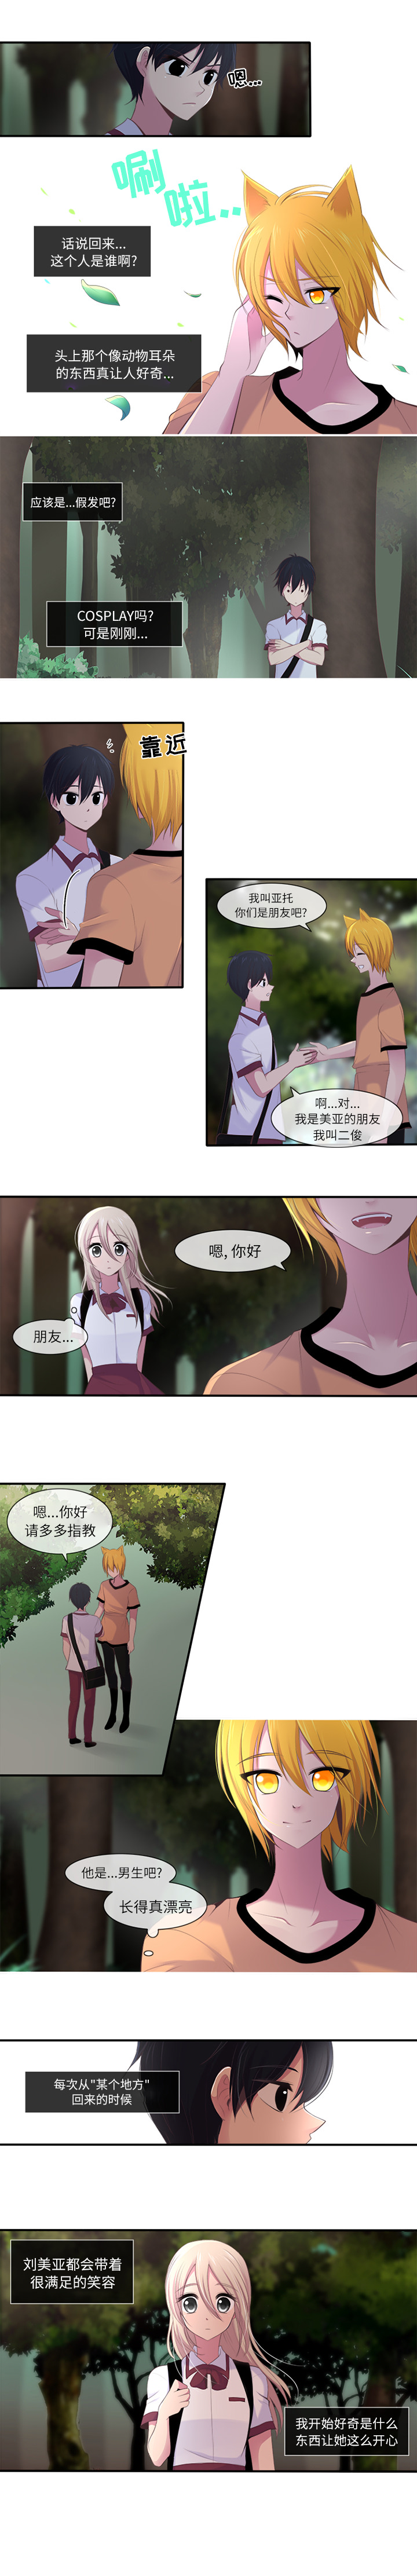 嗯...
唰
啦..
话说回来...
这个人是谁啊?
头上那个像动物耳朵
的东西真让人好奇...
应该是...假发吧?
COSPLAY吗?
可是刚刚...
靠近
我叫亚托
你们是朋友吧?
啊...对...
我是美亚的朋友
我叫二俊
嗯, 你好
朋友...
嗯...你好
请多多指教
他是...男生吧?
长得真漂亮
每次从"某个地方"
回来的时候
刘美亚都会带着
很满足的笑容
我开始好奇是什么
东西让她这么开心